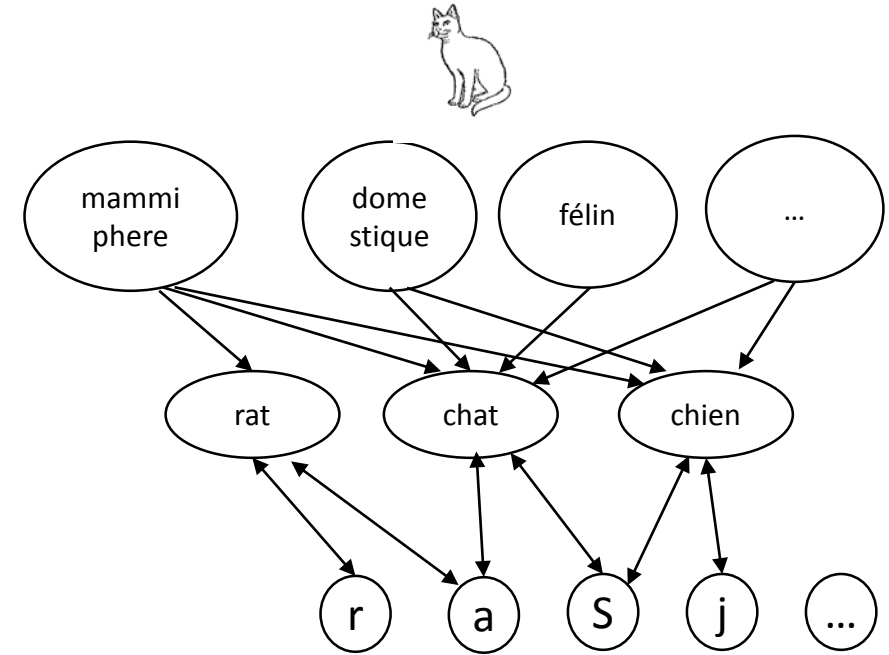 mammi
phere
dome
stique
félin
...
rat
chat
chien
r
a
S
j
...